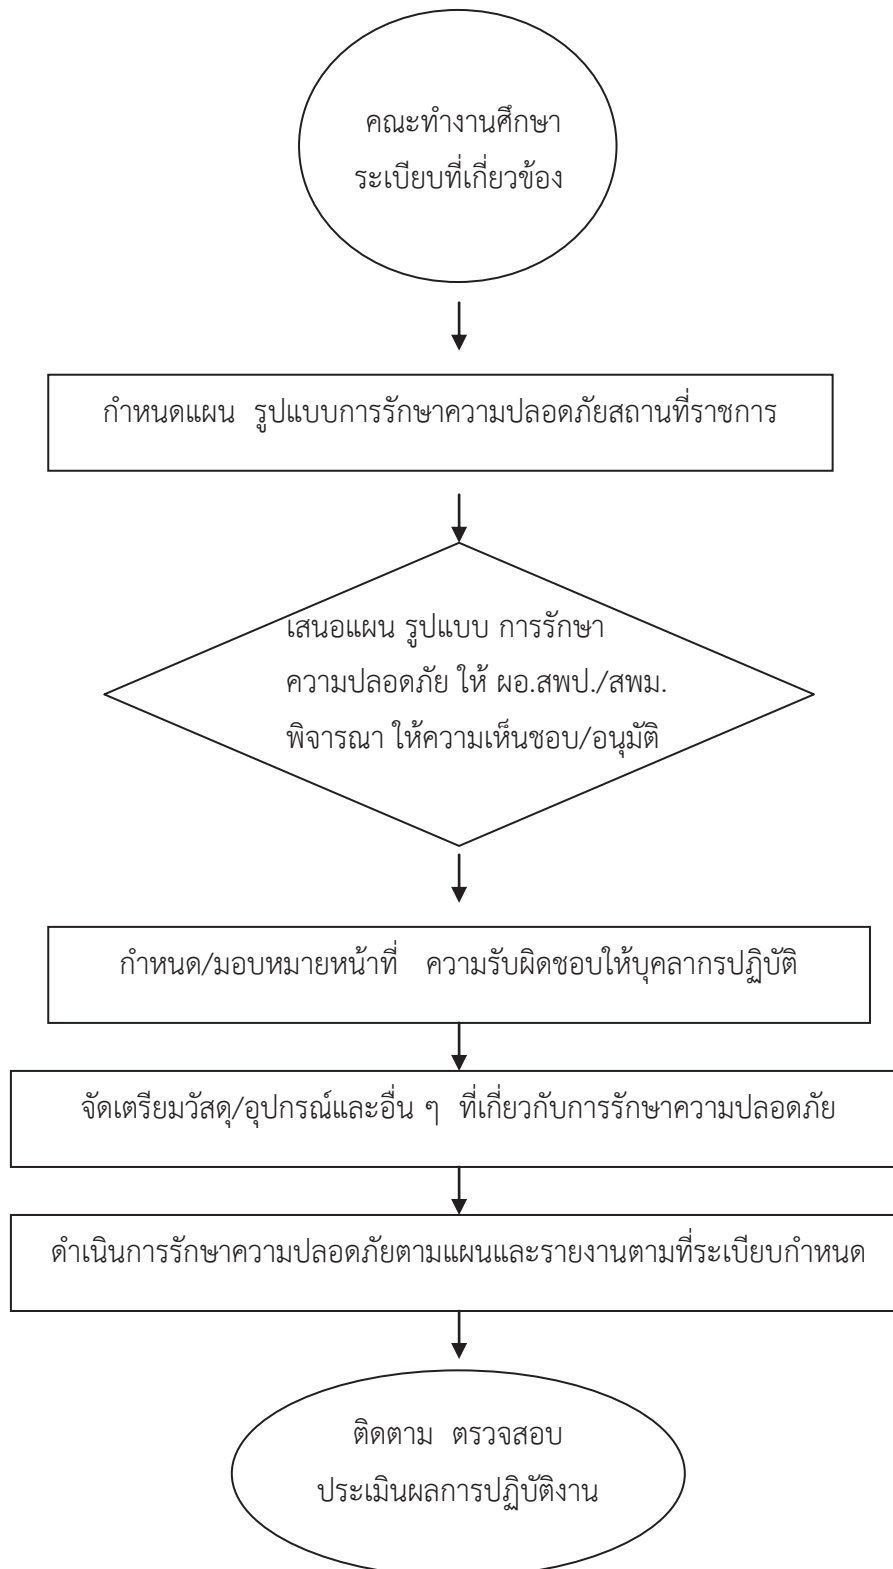 คณะทำงานศึกษา
ระเบียบที่เกี่ยวข้อง
กำหนดแผน รูปแบบการรักษาความปลอดภัยสถานที่ราชการ
เสนอแผน รูปแบบ การรักษา
ความปลอดภัย ให้ ผอ.สพป./สพม.
พิจารณา ให้ความเห็นชอบ/อนุมัติ
กำหนด/มอบหมายหน้าที่ ความรับผิดชอบให้บุคลากรปฏิบัติ
จัดเตรียมวัสดุ/อุปกรณ์และอื่น ๆ ที่เกี่ยวกับการรักษาความปลอดภัย
ดำเนินการรักษาความปลอดภัยตามแผนและรายงานตามที่ระเบียบกำหนด
ติดตาม ตรวจสอบ
ประเมินผลการปฏิบัติงาน